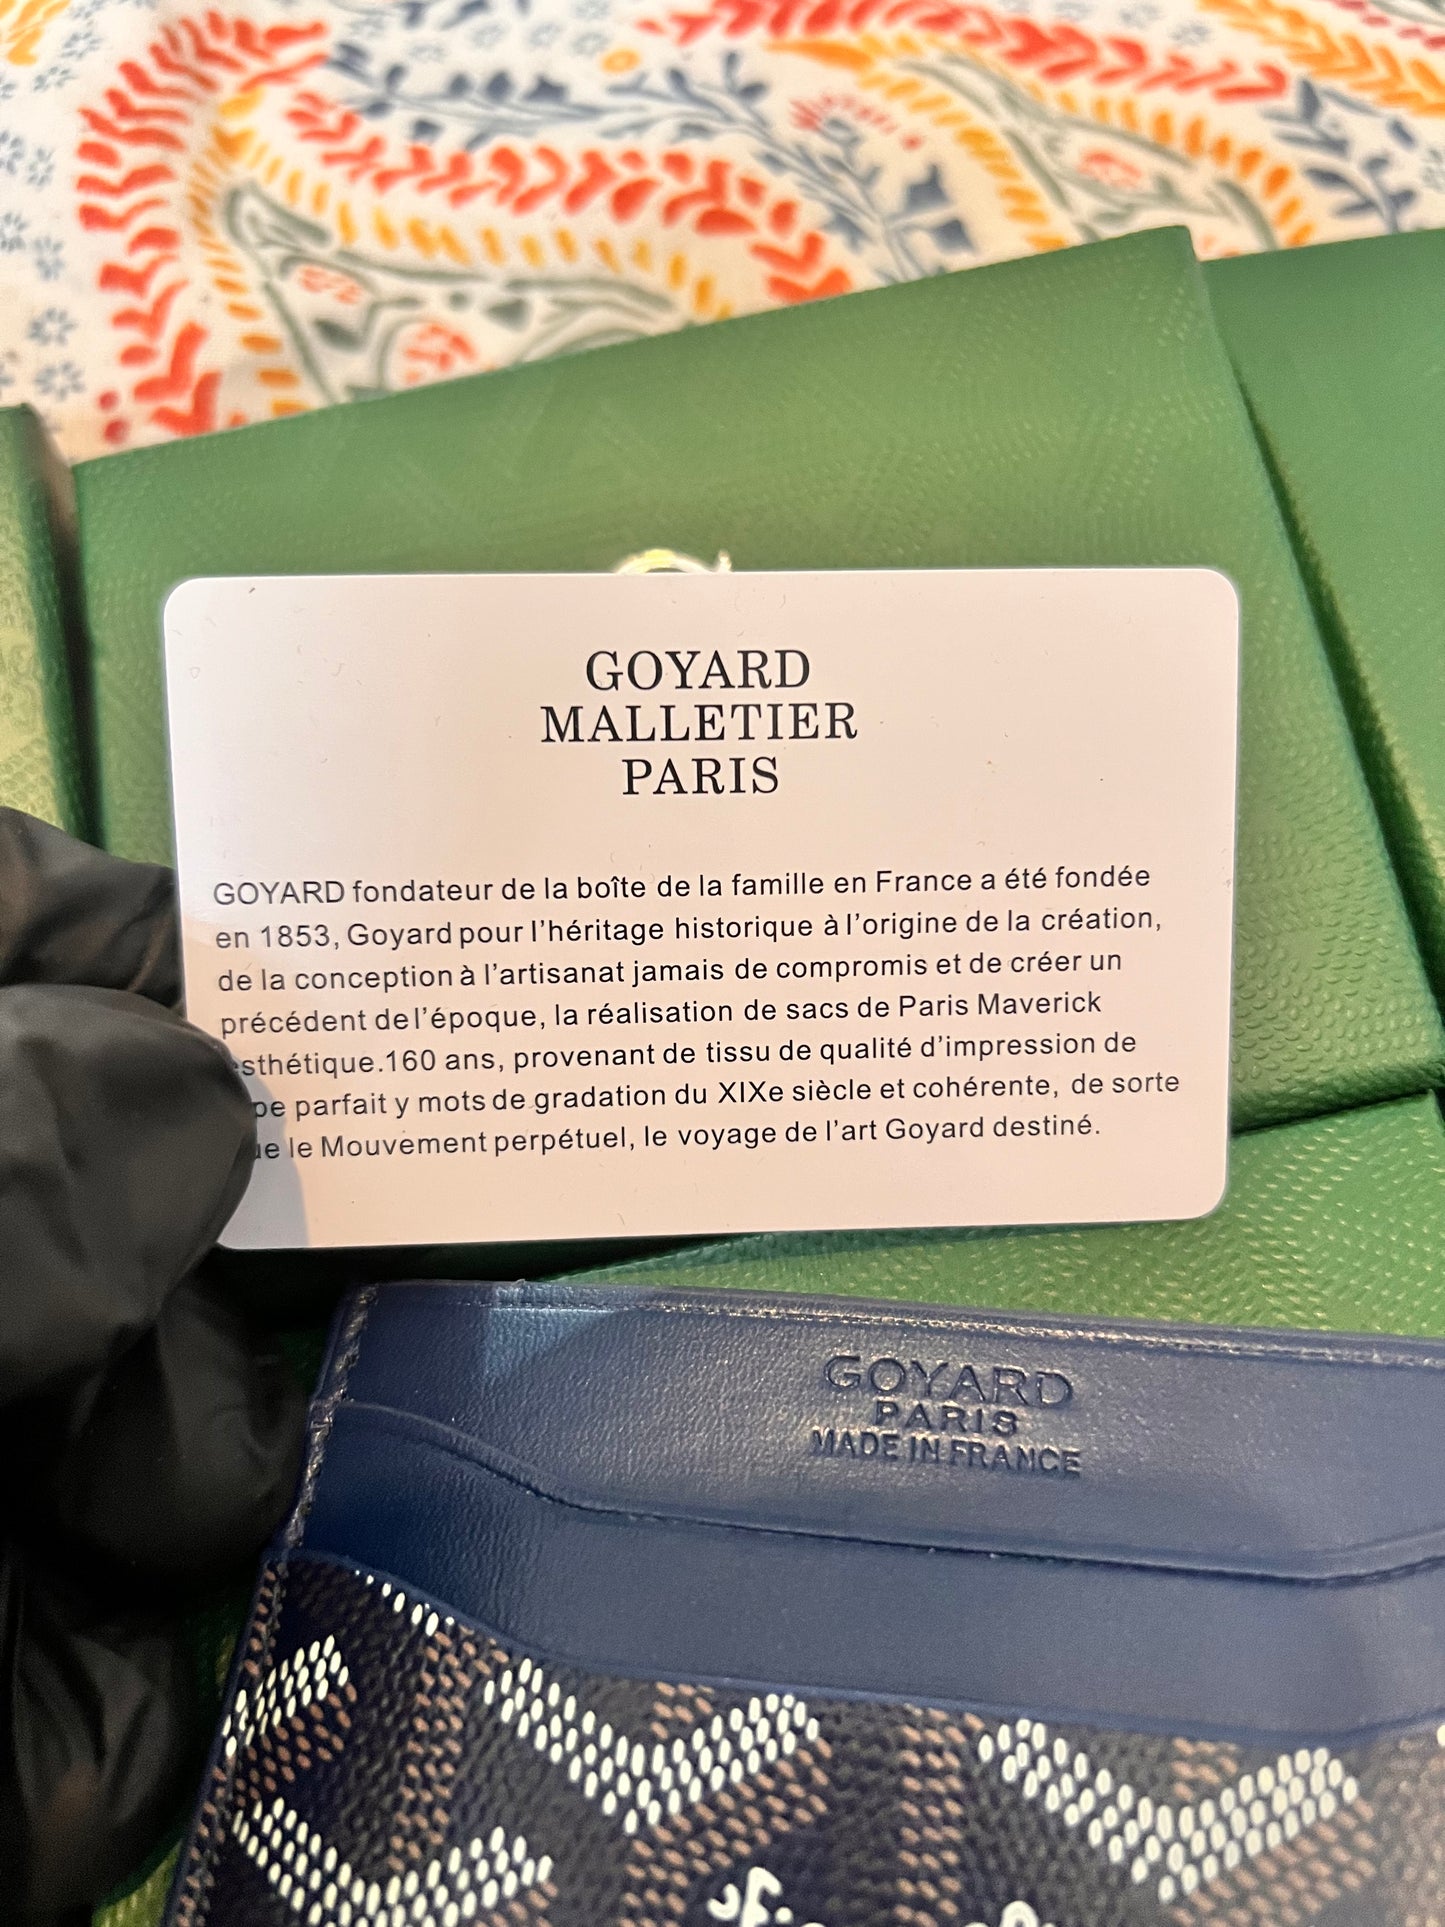 GOYARD
MALLETIER
PARIS
GOYARD fondateur de la boîte de la famille en France a été fondée
en 1853, Goyard pour l'héritage historique à l'origine de la création,
de la conception à l'artisanat jamais de compromis et de créer un
précédent de l'époque, la réalisation de sacs de Paris Maverick
sthétique.160 ans, provenant de tissu de qualité d'impression de
pe parfait y mots de gradation du XIXe siècle et cohérente, de sorte
le Mouvement perpétuel, le voyage de l'art Goyard destiné.
GOYARD
PARIS
MADE IN FRANCE